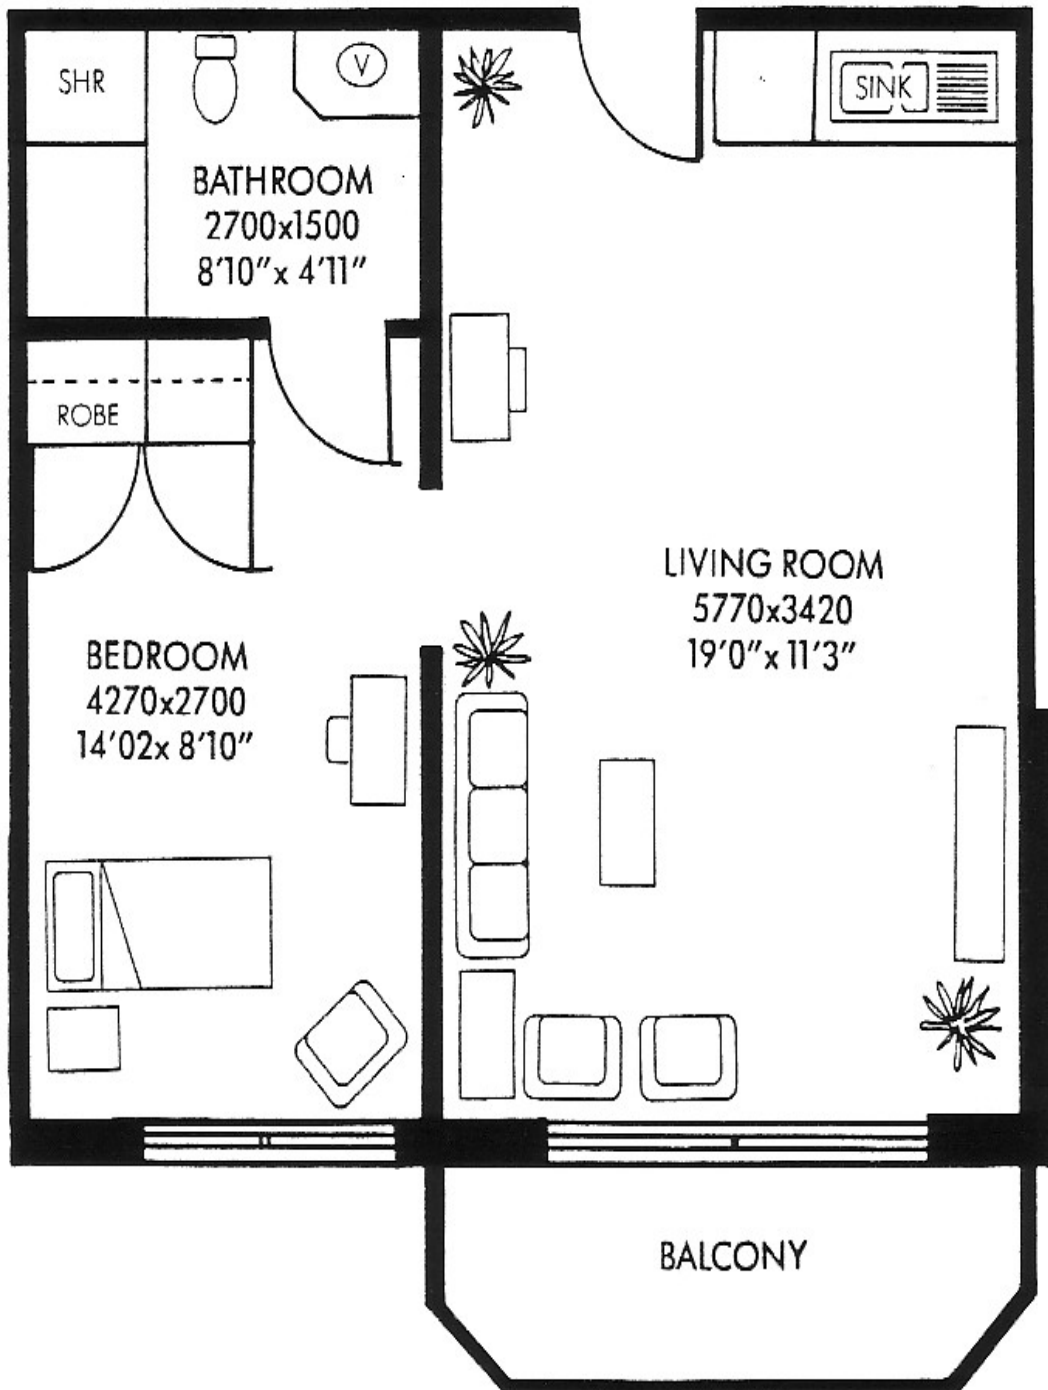 SHR
V
SINK
BATHROOM
2700x1500
8'10" x 4'11"
ROBE
LIVING ROOM
5770x3420
19'0" x 11'3"
BEDROOM
4270x2700
14'02x 8'10"
BALCONY